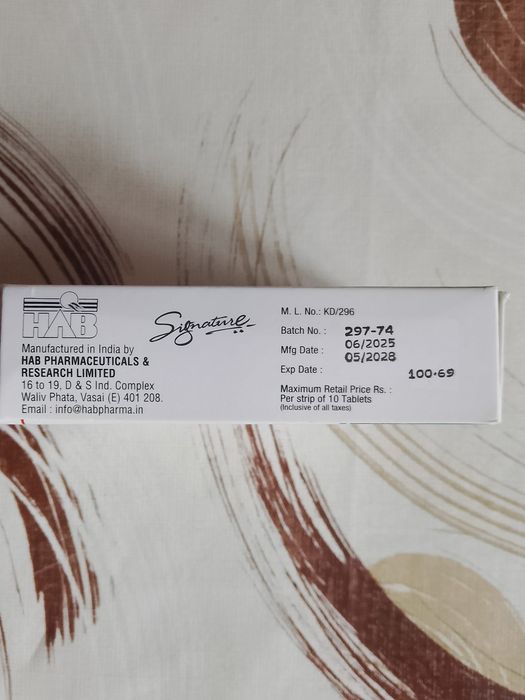 HAB
Signature
Manufactured in India by
HAB PHARMACEUTICALS &
RESEARCH LIMITED
16 to 19, D & S Ind. Complex
Waliv Phata, Vasai (E) 401 208.
Email : info@habpharma.in
M. L. No.: KD/296
Batch No. : 297-74
Mfg Date : 06/2025
05/2028
Exp Date :
100.69
Maximum Retail Price Rs. :
Per strip of 10 Tablets
(Inclusive of all taxes)